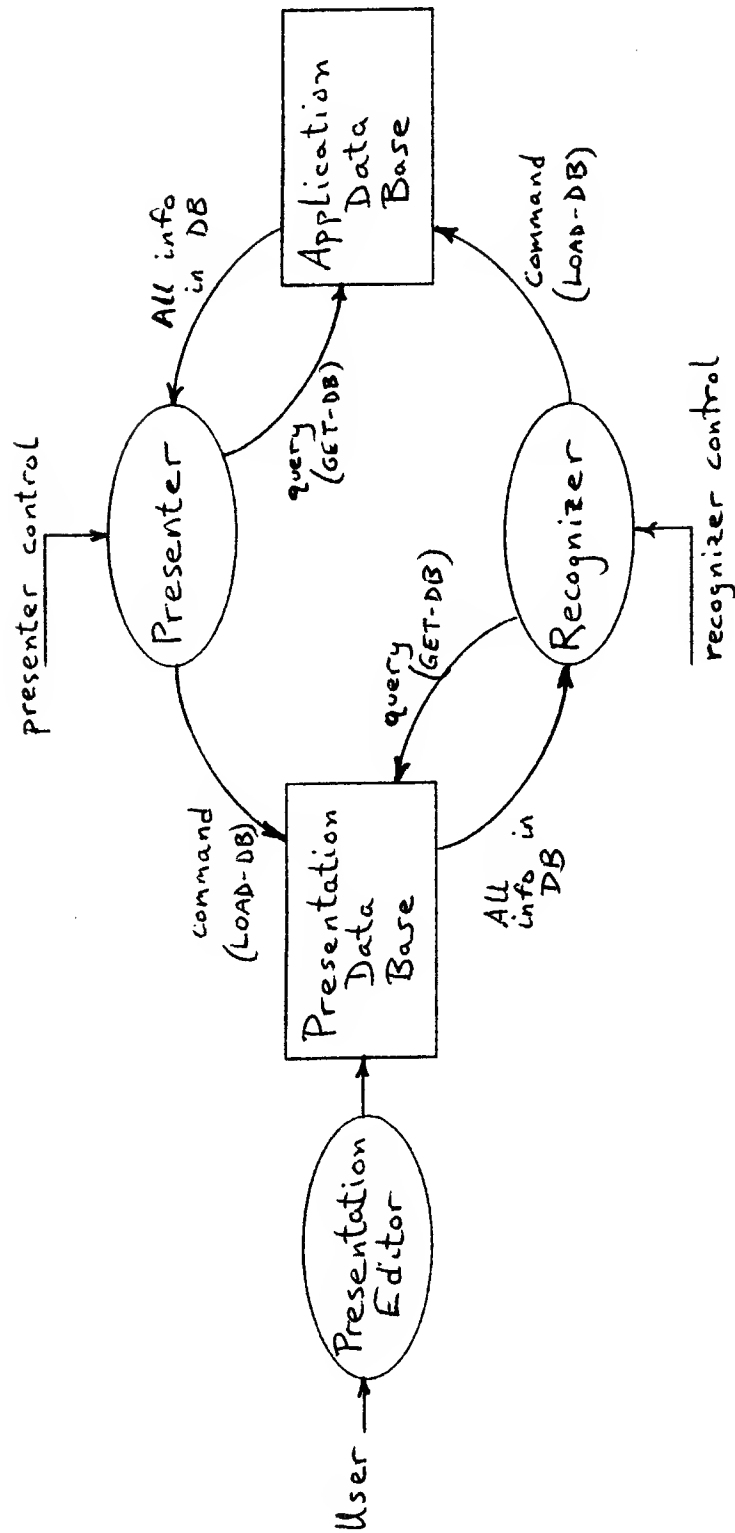 presenter control
Presenter
Command
(LOAD-DB)
All info
in DB
query
(GET-DB)
User
Presentation
Editor
Presentation
Data
Base
Application
Data
Base
query
(GET-DB)
All
info in
DB
Command
(LOAD-DB)
Recognizer
recognizer control